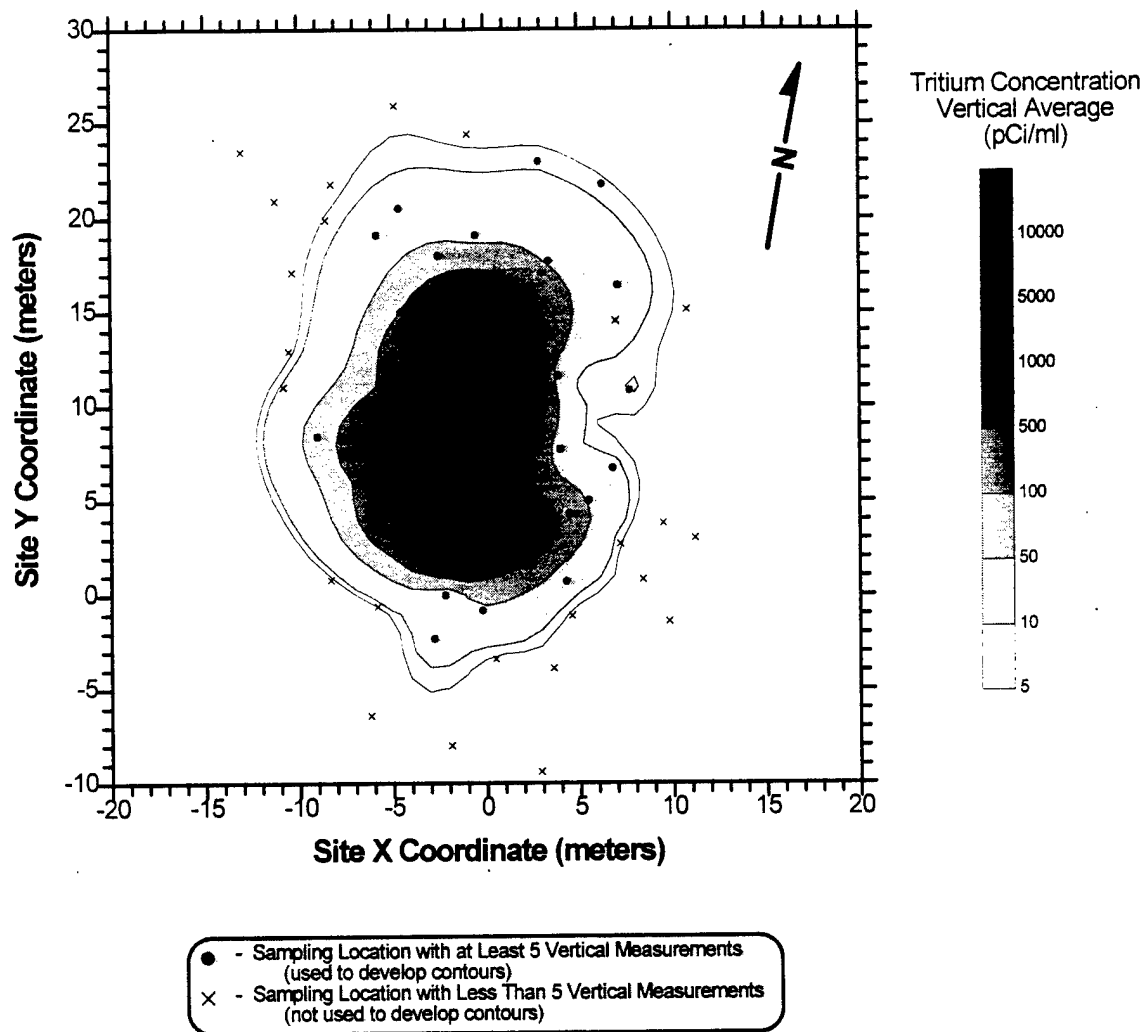 30
25
20
15
10
5
0
-5
-10
-20
-15
-10
-5
0
5
10
15
20
Site Y Coordinate (meters)
Site X Coordinate (meters)
N
Tritium Concentration
Vertical Average
(pCi/ml)
10000
5000
1000
500
100
50
10
5
- Sampling Location with at Least 5 Vertical Measurements
(used to develop contours)
- Sampling Location with Less Than 5 Vertical Measurements
(not used to develop contours)